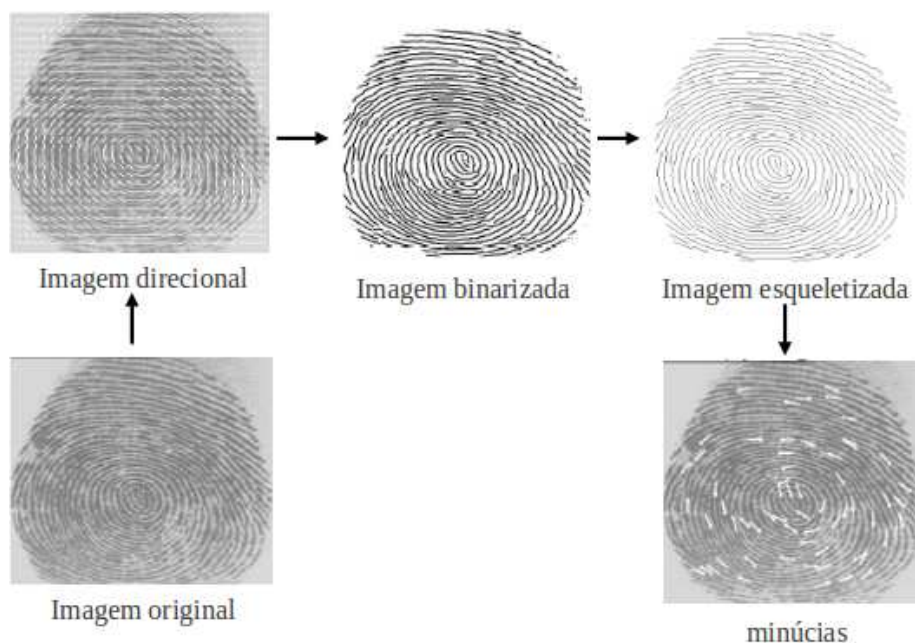 Imagem direcional
Imagem binarizada
Imagem esqueletizada
Imagem original
minúcias